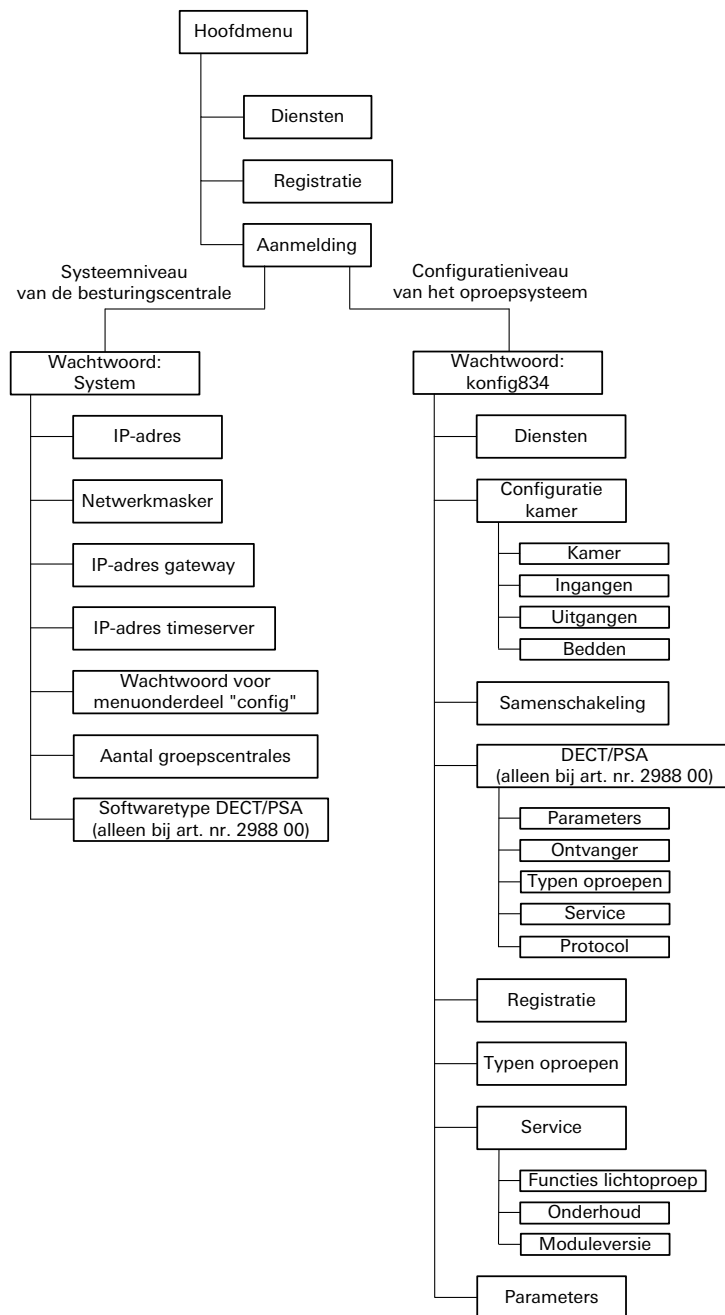 Hoofdmenu
Diensten
Registratie
Aanmelding
Systeemniveau
van de besturingscentrale
Configuratieniveau
van het oproepsysteem
Wachtwoord:
System
IP-adres
Netwerkmasker
IP-adres gateway
IP-adres timeserver
Wachtwoord voor
menuonderdeel "config"
Aantal groepscentrales
Softwaretype DECT/PSA
(alleen bij art. nr. 2988 00)
Wachtwoord:
konfig834
Diensten
Configuratie
kamer
Kamer
Ingangen
Uitgangen
Bedden
Samenschakeling
DECT/PSA
(alleen bij art. nr. 2988 00)
Parameters
Ontvanger
Typen oproepen
Service
Protocol
Registratie
Typen oproepen
Service
Functies lichtoproep
Onderhoud
Moduleversie
Parameters